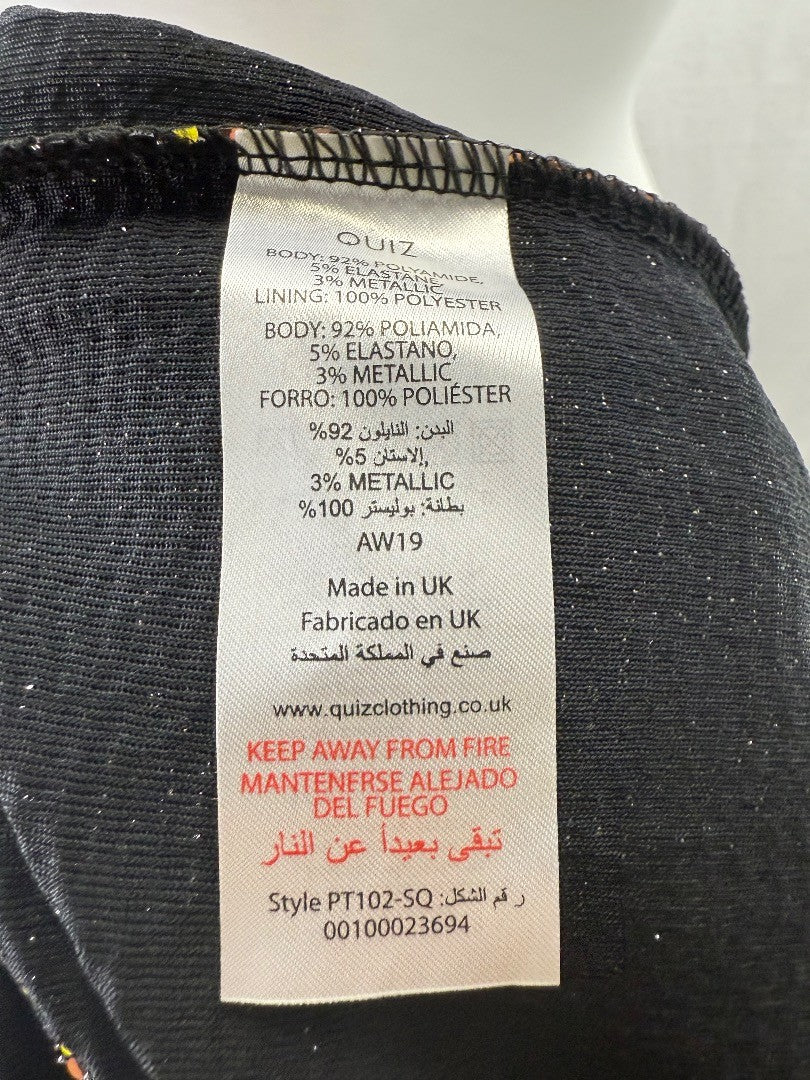 QUIZ
BODY: 92% POLYAMIDE,
5% ELASTANE,
3% METALLIC
LINING: 100% POLYESTER
BODY: 92% POLIAMIDA,
5% ELASTANO,
3% METALLIC
FORRO: 100% POLIÉSTER
البدن: النايلون 92%
إلاستان 5%,
3% METALLIC
بطانة: بوليستر 100%
AW19
Made in UK
Fabricado en UK
صنع في المملكة المتحدة
www.quizclothing.co.uk
KEEP AWAY FROM FIRE
MANTENERSE ALEJADO
DEL FUEGO
تبقى بعيداً عن النار
Style PT102-SQ :رقم الشكل
00100023694